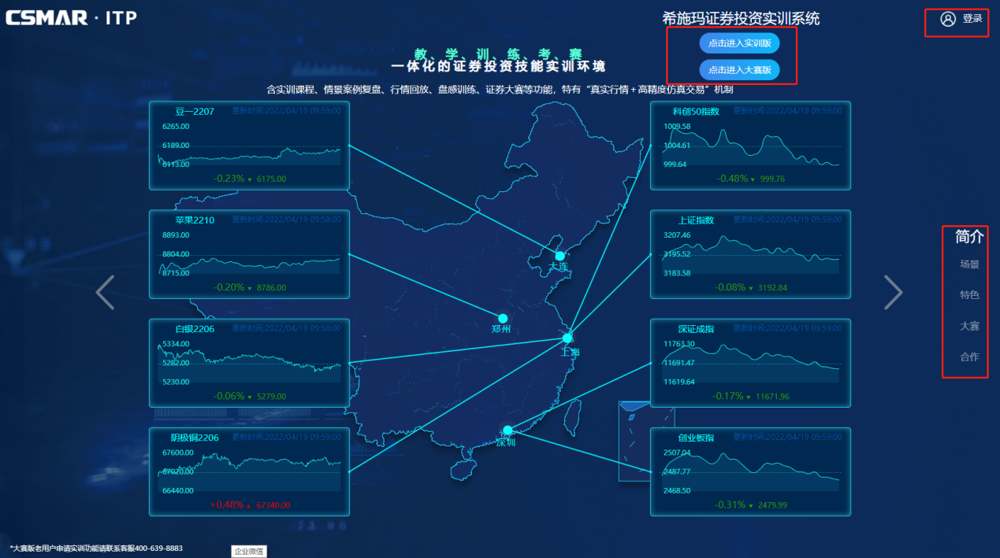 CSMAR · ITP
希施玛证券投资实训系统
登录
点击进入实训版
点击进入大赛版
教、学、训、练、考、赛
一体化的证券投资技能实训环境
含实训课程、情景案例复盘、行情回放、盘感训练、证券大赛等功能，特有“真实行情+高精度仿真交易”机制
豆一2207 更新时间:2022/04/19 09:59:00
6265.00
6189.00
6113.00
-0.23% ▼ 6175.00
苹果2210 更新时间:2022/04/19 09:58:00
8893.00
8804.00
8715.00
-0.20% ▼ 8786.00
白银2206 更新时间:2022/04/19 09:58:00
5334.00
5282.00
5230.00
-0.06% ▼ 5279.00
阴极铜2206 更新时间:2022/04/19 09:59:00
67600.00
67020.00
66440.00
+0.48% ▲ 67340.00
大连
郑州
上海
深圳
科创50指数 更新时间:2022/04/19 09:59:00
1009.58
1004.61
999.64
-0.48% ▼ 999.76
上证指数 更新时间:2022/04/19 09:59:00
3207.46
3195.52
3183.58
-0.08% ▼ 3192.84
深证成指 更新时间:2022/04/19 09:59:00
11763.30
11691.47
11619.64
-0.17% ▼ 11671.96
创业板指 更新时间:2022/04/19 09:59:00
2507.04
2487.77
2468.50
-0.31% ▼ 2479.99
简介
场景
特色
大赛
合作
*大赛版老用户申请实训功能请联系客服400-639-8883
企业微信